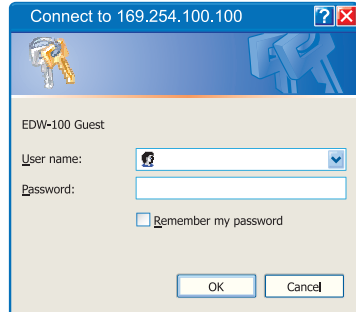 Connect to 169.254.100.100
EDW-100 Guest
User name:
Password:
Remember my password
OK
Cancel